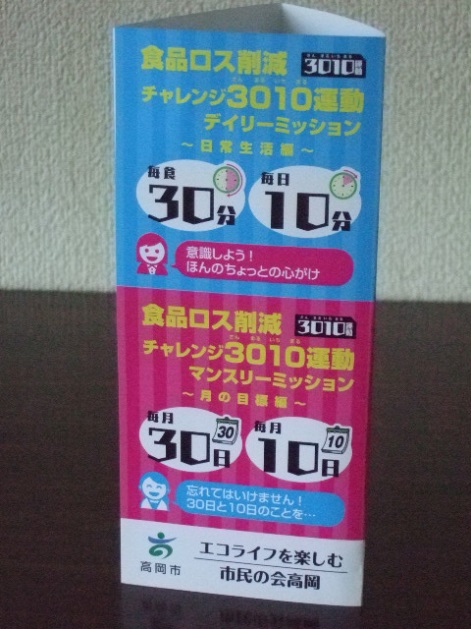 食品ロス削減 3010運動
チャレンジ3010運動
デイリーミッション
～日常生活編～
毎食 30分
毎日 10分
意識しよう!
ほんのちょっとの心がけ
食品ロス削減 3010運動
チャレンジ3010運動
マンスリーミッション
～月の目標編～
毎月 30日 30
毎月 10日 10
忘れてはいけません!
30日と10日のことを…
高岡市
エコライフを楽しむ
市民の会高岡